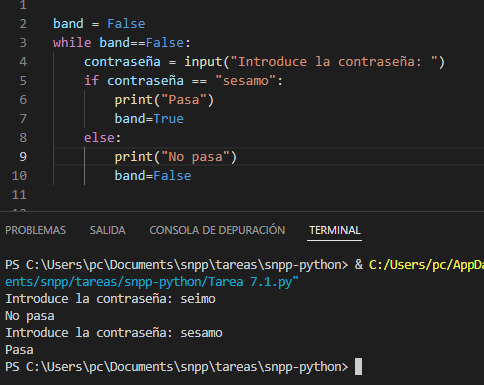 1
2 band = False
3 while band==False:
4 contraseña = input("Introduce la contraseña: ")
5 if contraseña == "sesamo":
6 print("Pasa")
7 band=True
8 else:
9 print("No pasa")
10 band=False
11
PROBLEMAS SALIDA CONSOLA DE DEPURACIÓN TERMINAL
PS C:\Users\pc\Documents\snpp\tareas\snpp-python> & C:/Users/pc/AppDa
ents/snpp/tareas/snpp-python/Tarea 7.1.py"
Introduce la contraseña: seimo
No pasa
Introduce la contraseña: sesamo
Pasa
PS C:\Users\pc\Documents\snpp\tareas\snpp-python>